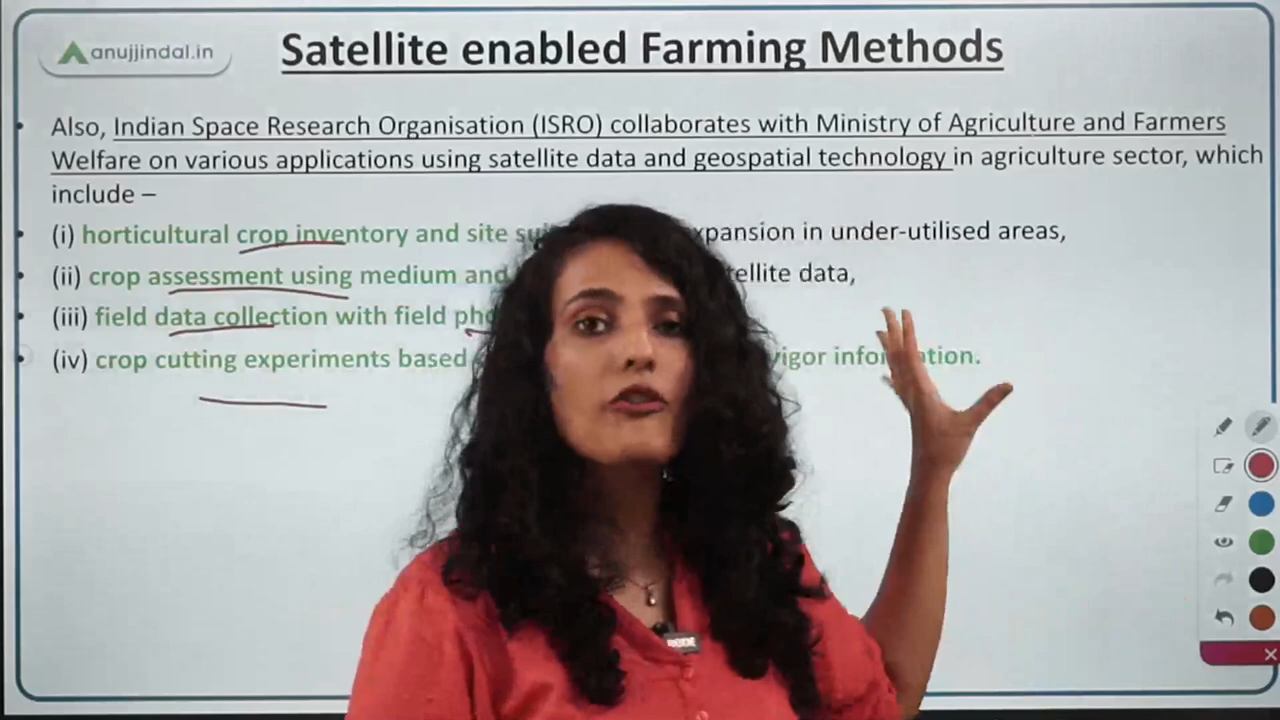 anujjindal.in
Satellite enabled Farming Methods
Also, Indian Space Research Organisation (ISRO) collaborates with Ministry of Agriculture and Farmers
Welfare on various applications using satellite data and geospatial technology in agriculture sector, which
include –
(i) horticultural crop inventory and site expansion in under-utilised areas,
(ii) crop assessment using medium and data,
(iii) field data collection with field
(iv) crop cutting experiments based vigor information.
RODE